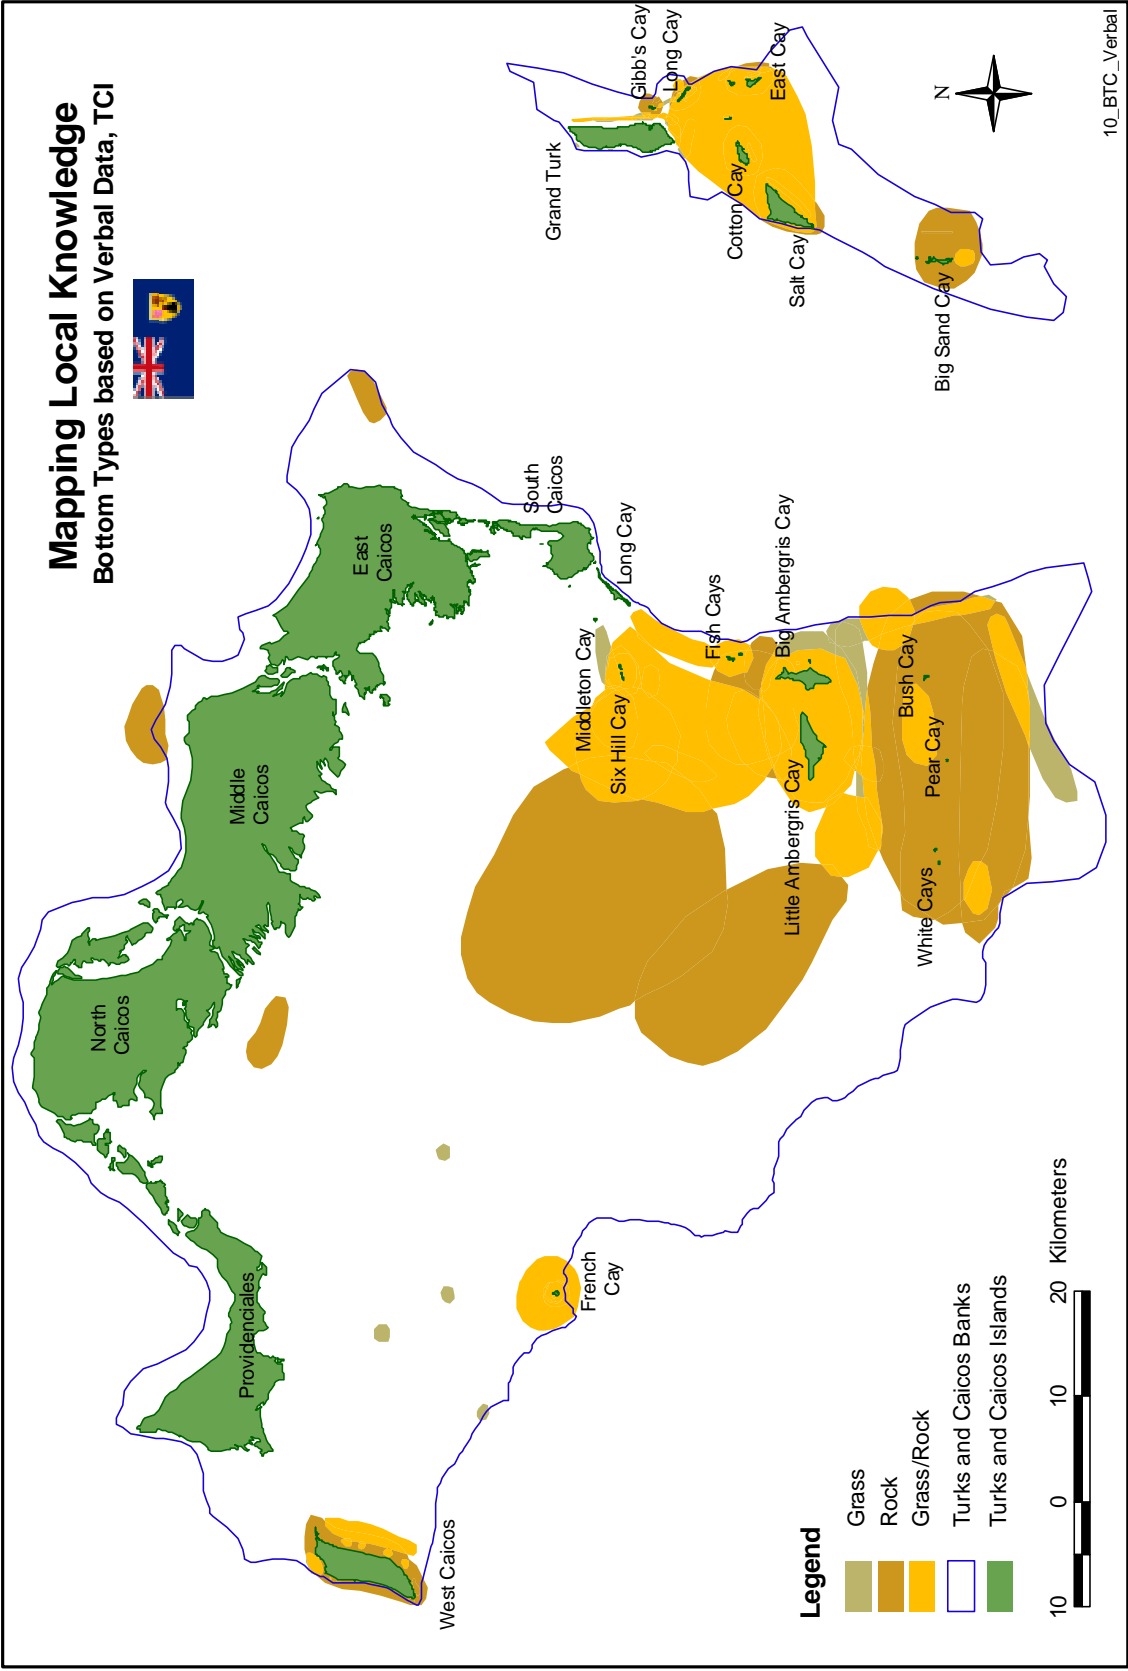 Mapping Local Knowledge
Bottom Types based on Verbal Data, TCI
North
Caicos
Middle
Caicos
East
Caicos
South
Caicos
Providenciales
West Caicos
French
Cay
Long Cay
Middleton Cay
Six Hill Cay
Fish Cays
Big Ambergris Cay
Little Ambergris Cay
Bush Cay
Pear Cay
White Cays
Grand Turk
Gibb's Cay
Long Cay
East Cay
Cotton Cay
Salt Cay
Big Sand Cay
N
Legend
Grass
Rock
Grass/Rock
Turks and Caicos Banks
Turks and Caicos Islands
10 0 10 20 Kilometers
10_BTC_Verbal